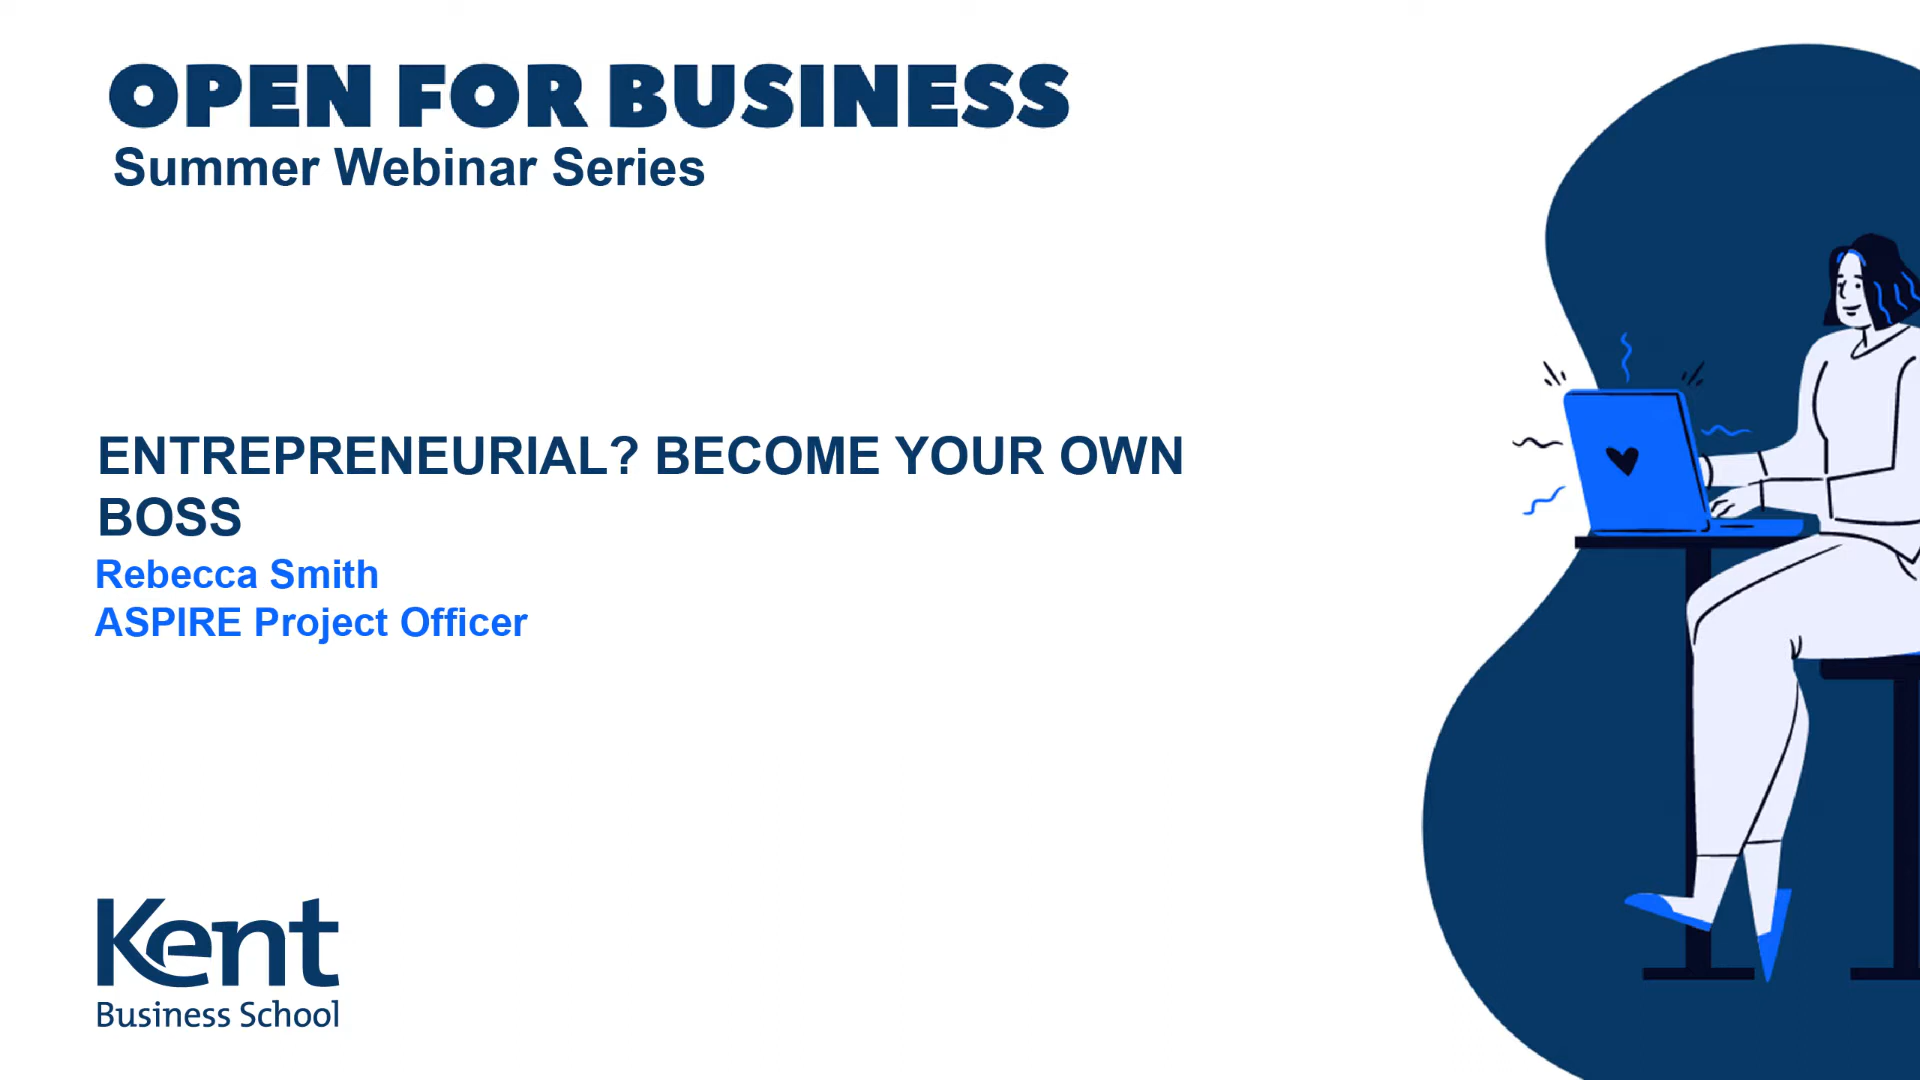 OPEN FOR BUSINESS
Summer Webinar Series
ENTREPRENEURIAL? BECOME YOUR OWN
BOSS
Rebecca Smith
ASPIRE Project Officer
Kent
Business School